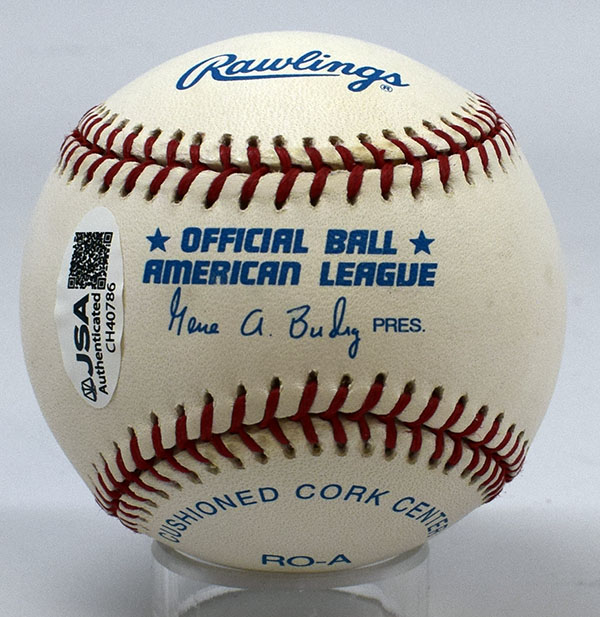 Rawlings®
★ OFFICIAL BALL ★
AMERICAN LEAGUE
Gene A. Budig PRES.
JSA
Authenticated
CH40786
CUSHIONED CORK CENTER
RO-A